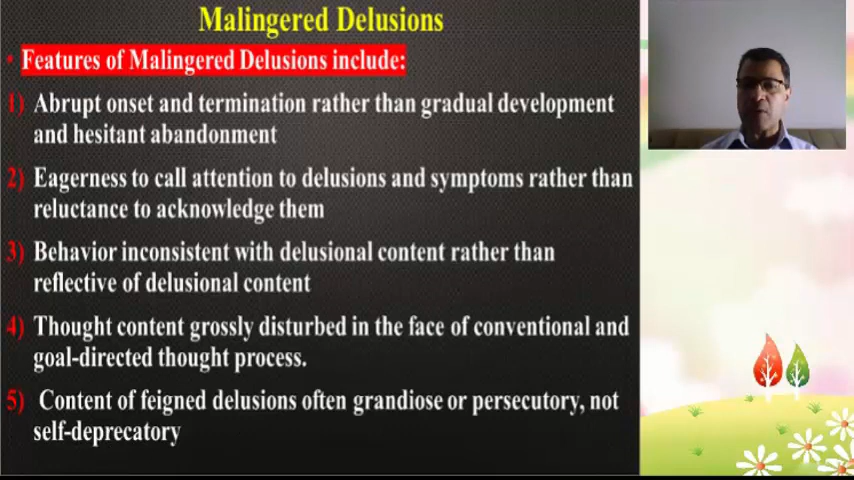 Malingered Delusions
• Features of Malingered Delusions include:
1) Abrupt onset and termination rather than gradual development
and hesitant abandonment
2) Eagerness to call attention to delusions and symptoms rather than
reluctance to acknowledge them
3) Behavior inconsistent with delusional content rather than
reflective of delusional content
4) Thought content grossly disturbed in the face of conventional and
goal-directed thought process.
5) Content of feigned delusions often grandiose or persecutory, not
self-deprecatory